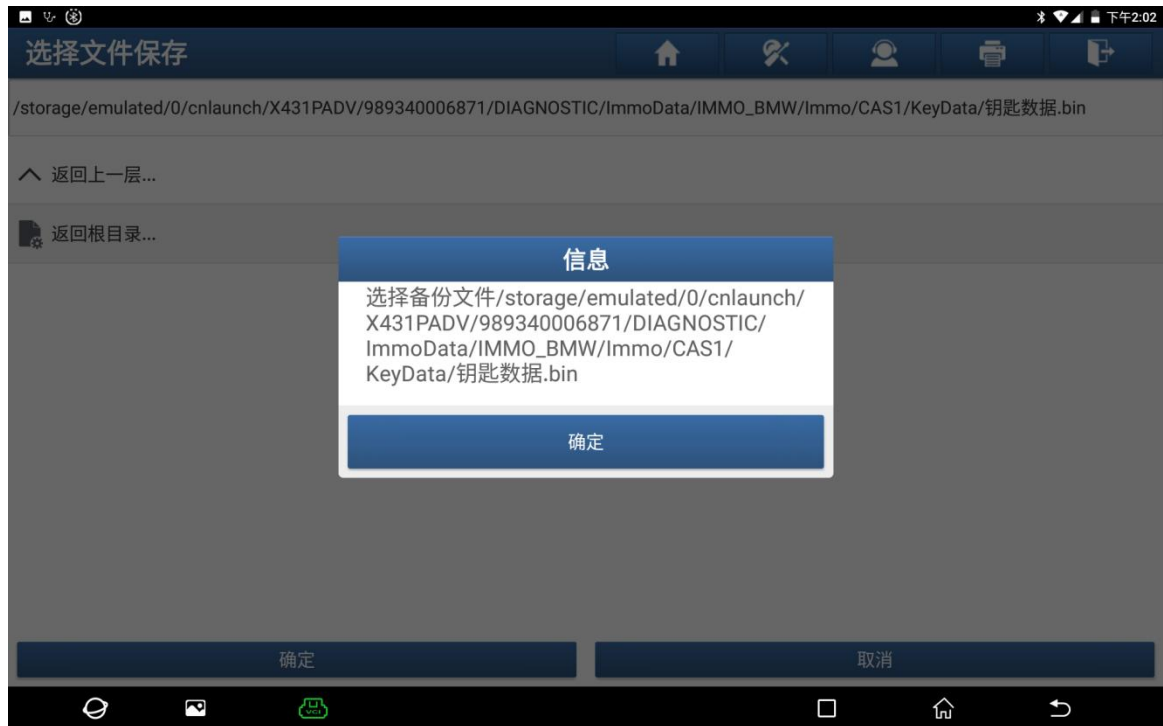 下午2:02
选择文件保存
/storage/emulated/0/cnlaunch/X431PADV/989340006871/DIAGNOSTIC/ImmoData/IMMO_BMW/Immo/CAS1/KeyData/钥匙数据.bin
返回上一层...
返回根目录...
信息
选择备份文件/storage/emulated/0/cnlaunch/
X431PADV/989340006871/DIAGNOSTIC/
ImmoData/IMMO_BMW/Immo/CAS1/
KeyData/钥匙数据.bin
确定
确定
取消
VCI